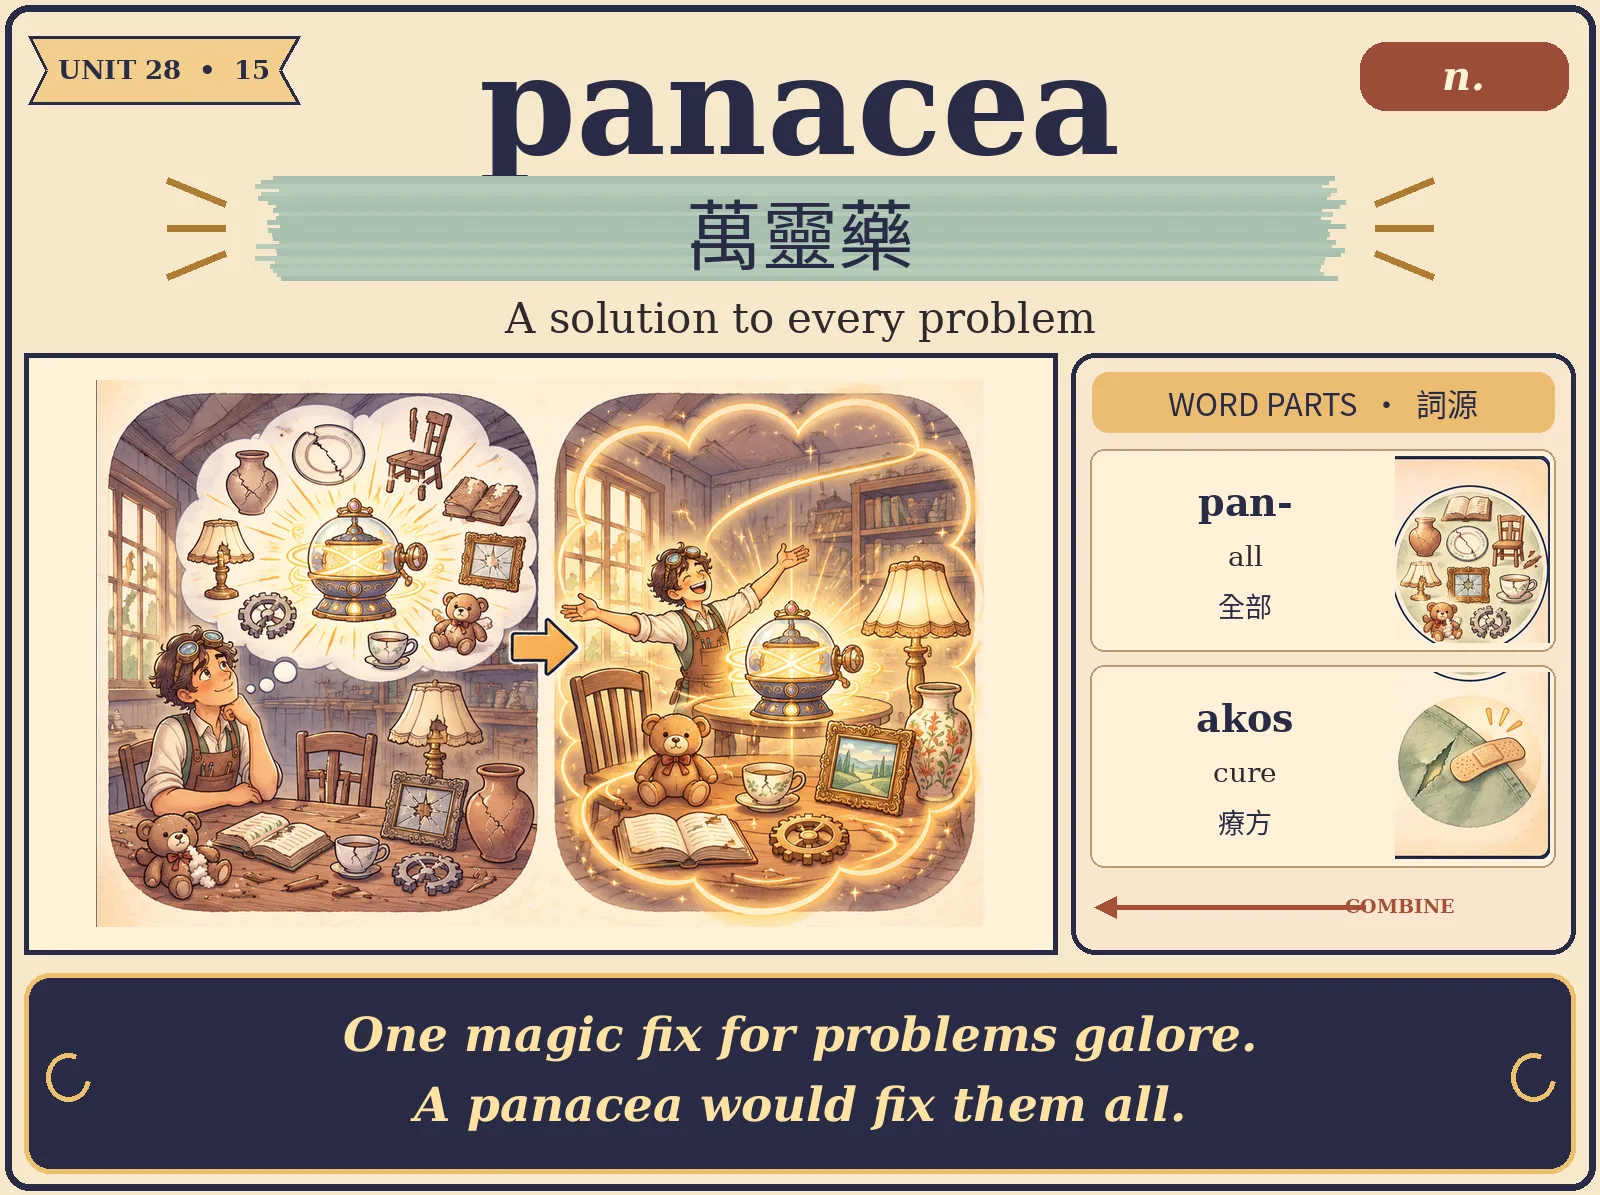 UNIT 28 • 15
panacea
n.
萬靈藥
A solution to every problem
WORD PARTS • 詞源
pan-
all
全部
akos
cure
療方
COMBINE
One magic fix for problems galore.
A panacea would fix them all.